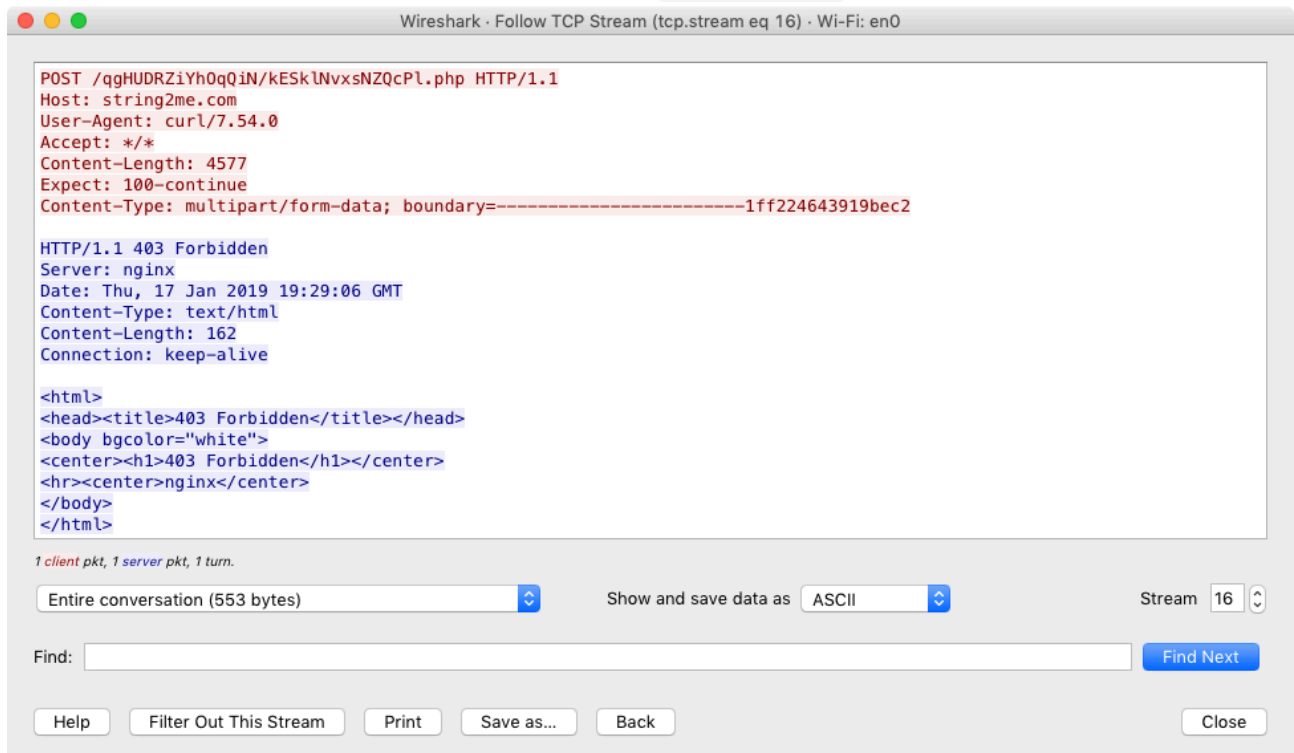 Wireshark · Follow TCP Stream (tcp.stream eq 16) · Wi-Fi: en0
POST /qgHUDRZiYhOqQiN/kESklNvxsNZQcPl.php HTTP/1.1
Host: string2me.com
User-Agent: curl/7.54.0
Accept: */*
Content-Length: 4577
Expect: 100-continue
Content-Type: multipart/form-data; boundary=------------------------1ff224643919bec2
HTTP/1.1 403 Forbidden
Server: nginx
Date: Thu, 17 Jan 2019 19:29:06 GMT
Content-Type: text/html
Content-Length: 162
Connection: keep-alive
<html>
<head><title>403 Forbidden</title></head>
<body bgcolor="white">
<center><h1>403 Forbidden</h1></center>
<hr><center>nginx</center>
</body>
</html>
1 client pkt, 1 server pkt, 1 turn.
Entire conversation (553 bytes) Show and save data as ASCII Stream 16
Find: Find Next
Help Filter Out This Stream Print Save as... Back Close